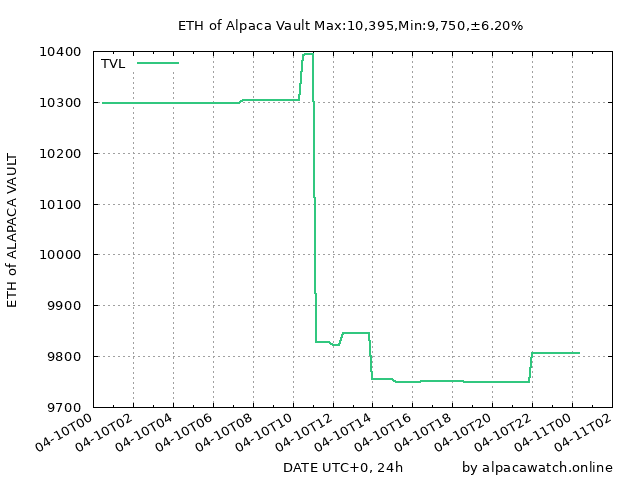 ETH of Alpaca Vault Max:10,395,Min:9,750,±6.20%
TVL
ETH of ALAPACA VAULT
10400
10300
10200
10100
10000
9900
9800
9700
04-10T00
04-10T02
04-10T04
04-10T06
04-10T08
04-10T10
04-10T12
04-10T14
04-10T16
04-10T18
04-10T20
04-10T22
04-11T00
04-11T02
DATE UTC+0, 24h
by alpacawatch.online